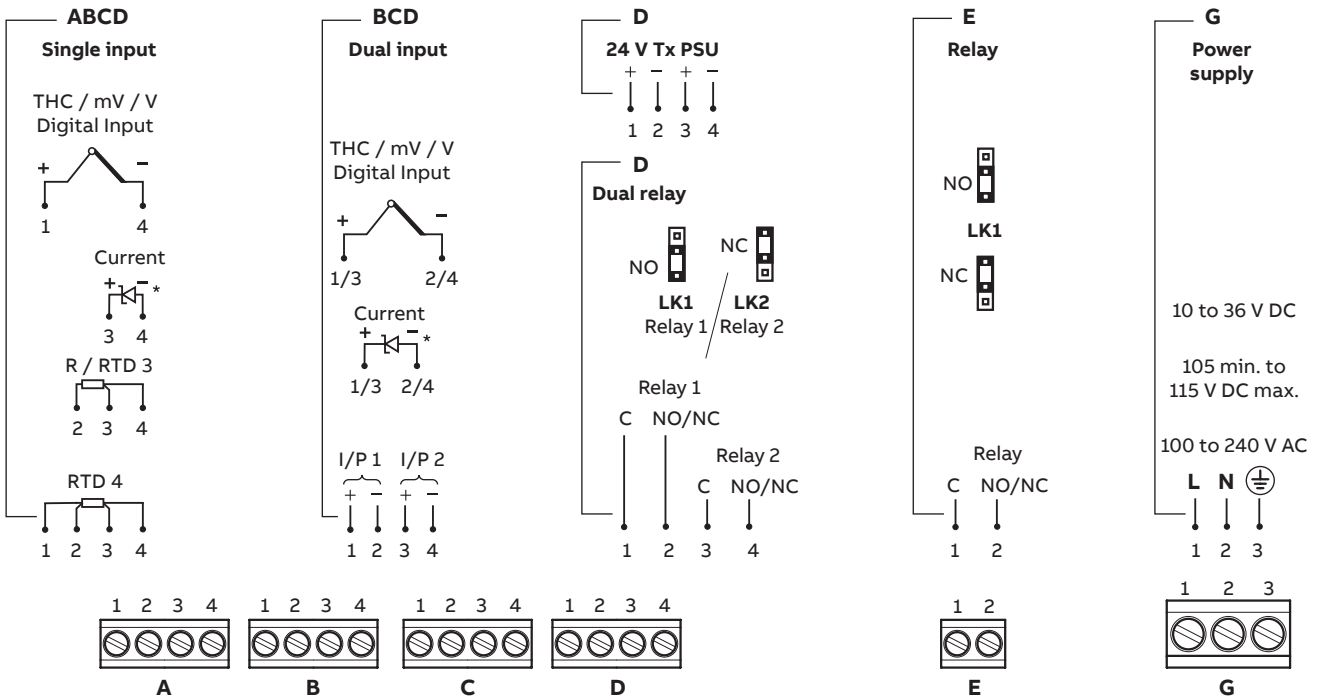 ABCD
Single input
THC / mV / V
Digital Input
+ −
1 4
Current
+ − *
3 4
R / RTD 3
2 3 4
RTD 4
1 2 3 4
BCD
Dual input
THC / mV / V
Digital Input
+ −
1/3 2/4
Current
+ − *
1/3 2/4
I/P 1 I/P 2
+ − + −
1 2 3 4
D
24 V Tx PSU
+ − + −
1 2 3 4
D
Dual relay
NO NC
LK1 LK2
Relay 1 Relay 2
Relay 1
C NO/NC
Relay 2
C NO/NC
1 2 3 4
E
Relay
NO
LK1
NC
Relay
C NO/NC
1 2
G
Power
supply
10 to 36 V DC
105 min. to
115 V DC max.
100 to 240 V AC
L N
1 2 3
1 2 3 4
A
1 2 3 4
B
1 2 3 4
C
1 2 3 4
D
1 2
E
1 2 3
G